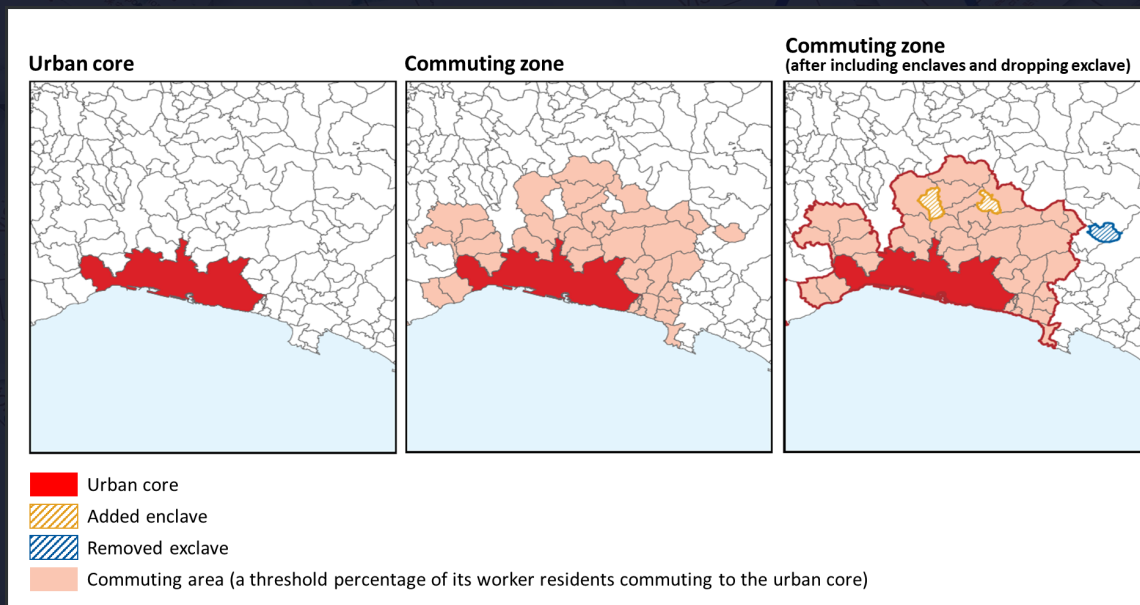 Urban core
Commuting zone
Commuting zone
(after including enclaves and dropping exclave)
Urban core
Added enclave
Removed exclave
Commuting area (a threshold percentage of its worker residents commuting to the urban core)